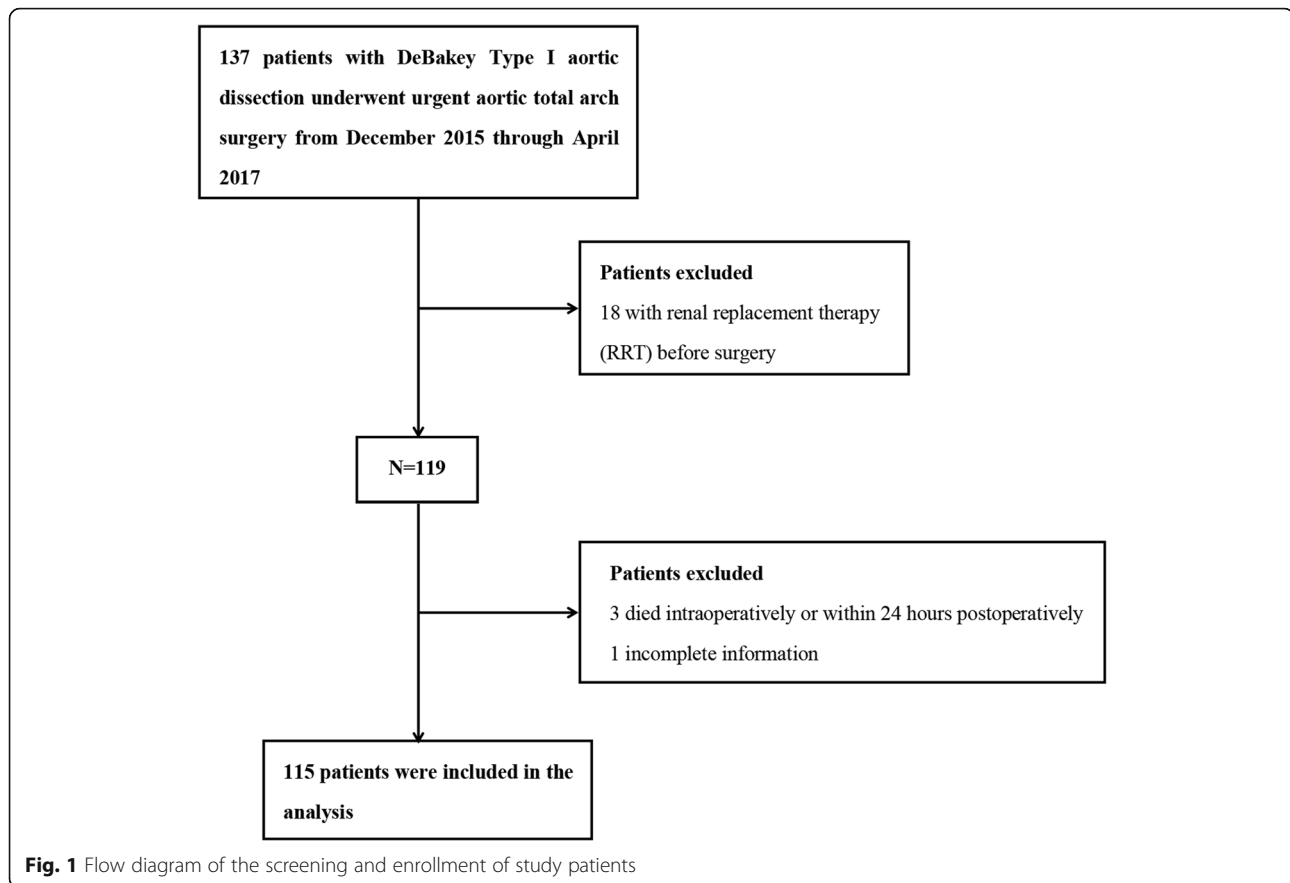 137 patients with DeBakey Type I aortic
dissection underwent urgent aortic total arch
surgery from December 2015 through April
2017
Patients excluded
18 with renal replacement therapy
(RRT) before surgery
N=119
Patients excluded
3 died intraoperatively or within 24 hours postoperatively
1 incomplete information
115 patients were included in the
analysis
Fig. 1 Flow diagram of the screening and enrollment of study patients